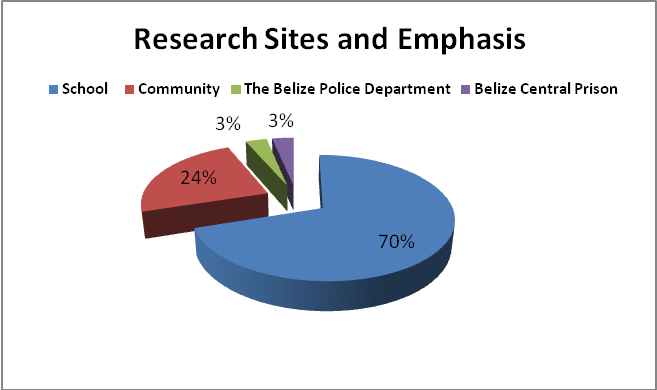 Research Sites and Emphasis
School Community The Belize Police Department Belize Central Prison
3% 3%
24%
70%